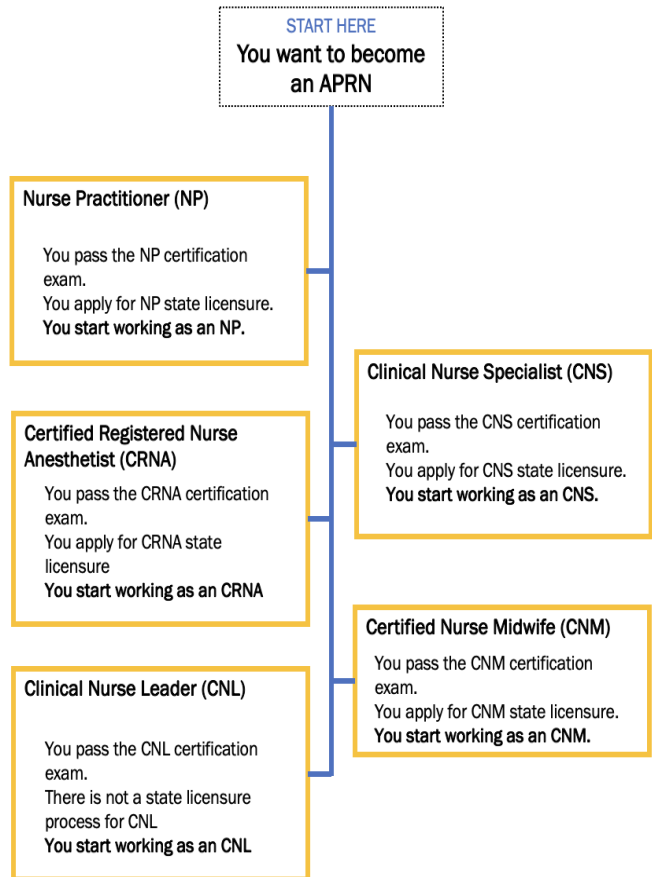 START HERE
You want to become
an APRN
Nurse Practitioner (NP)
You pass the NP certification
exam.
You apply for NP state licensure.
You start working as an NP.
Clinical Nurse Specialist (CNS)
You pass the CNS certification
exam.
You apply for CNS state licensure.
You start working as an CNS.
Certified Registered Nurse
Anesthetist (CRNA)
You pass the CRNA certification
exam.
You apply for CRNA state
licensure
You start working as an CRNA
Certified Nurse Midwife (CNM)
You pass the CNM certification
exam.
You apply for CNM state licensure.
You start working as an CNM.
Clinical Nurse Leader (CNL)
You pass the CNL certification
exam.
There is not a state licensure
process for CNL
You start working as an CNL